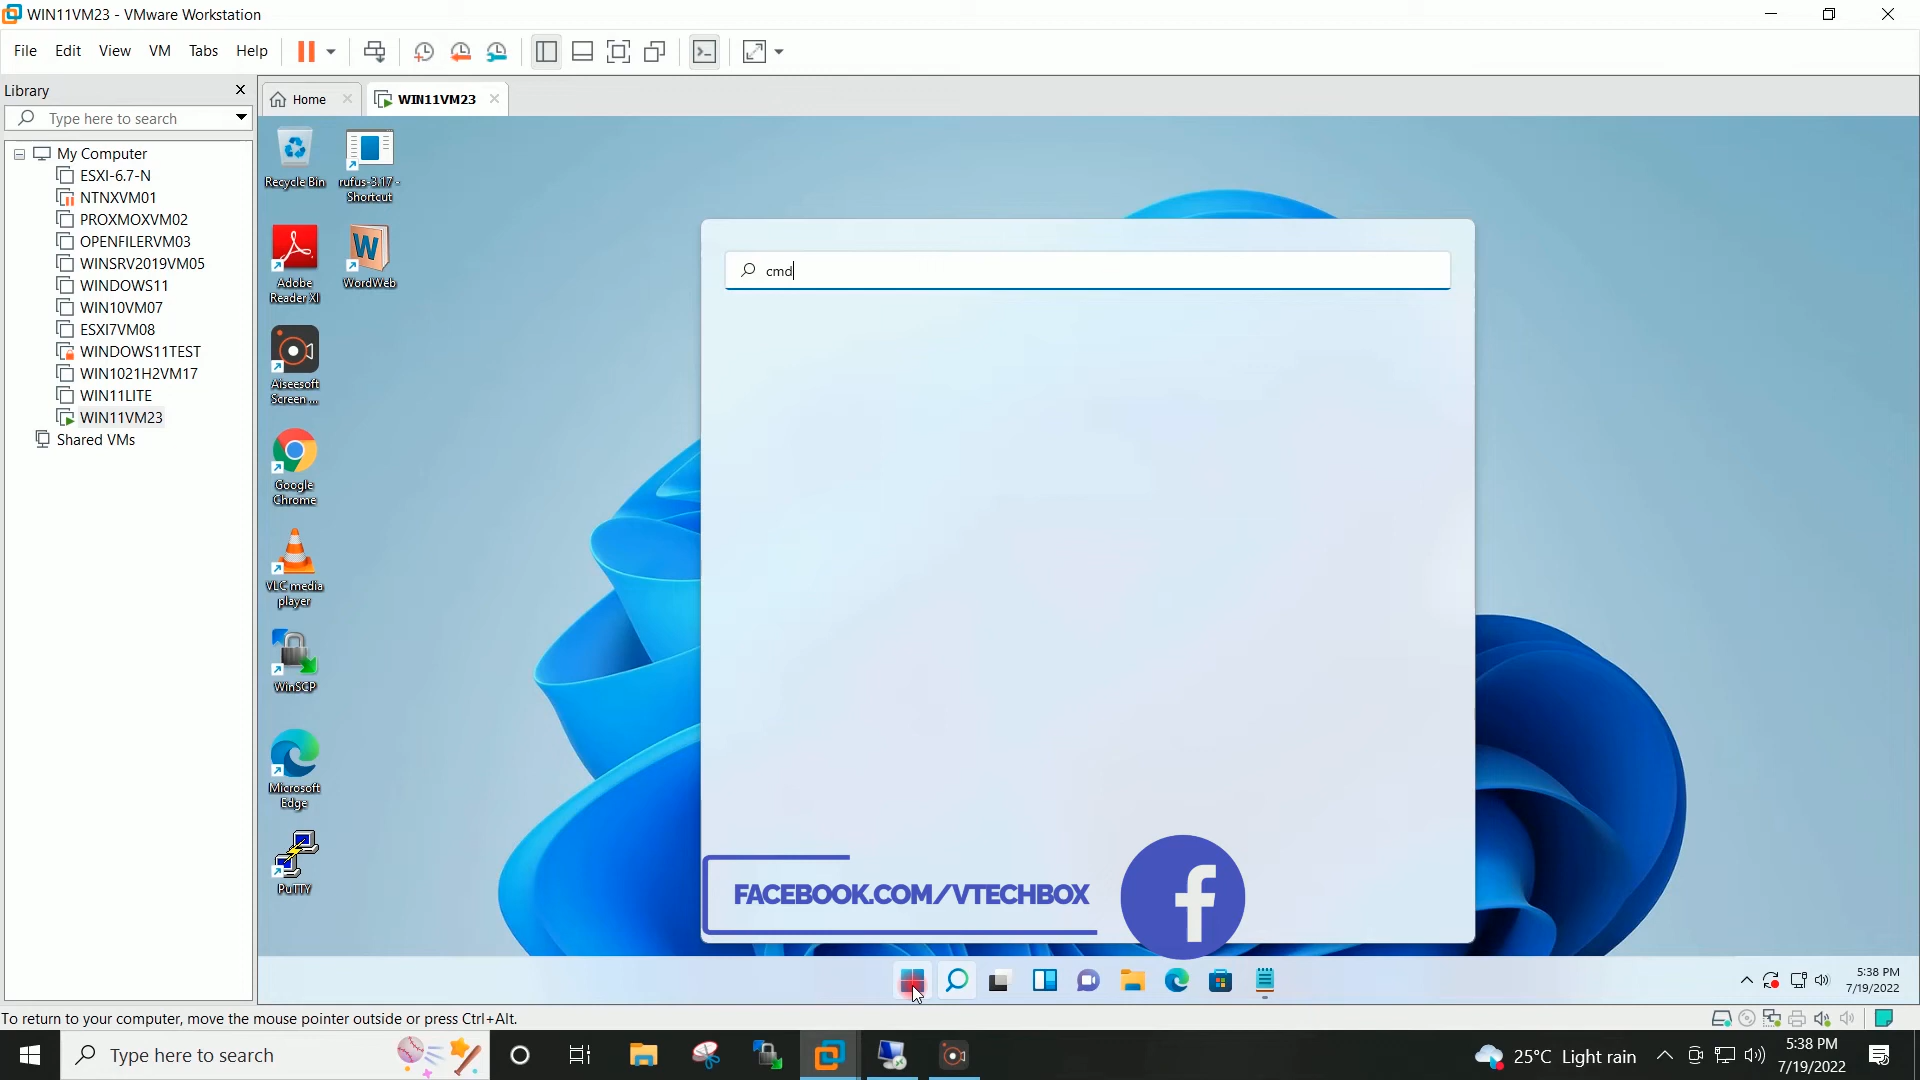 WIN11VM23 - VMware Workstation
File Edit View VM Tabs Help
Library
Type here to search
My Computer
ESXI-6.7-N
NTNXVM01
PROXMOXVM02
OPENFILERVM03
WINSRV2019VM05
WINDOWS11
WIN10VM07
ESXI7VM08
WINDOWS11TEST
WIN1021H2VM17
WIN11LITE
WIN11VM23
Shared VMs
Home
WIN11VM23
Recycle Bin
rufus-3.17 -
Shortcut
Adobe
Reader XI
WordWeb
Aiseesoft
Screen ...
Google
Chrome
VLC media
player
WinSCP
Microsoft
Edge
PuTTY
cmd
FACEBOOK.COM/VTECHBOX
5:38 PM
7/19/2022
To return to your computer, move the mouse pointer outside or press Ctrl+Alt.
Type here to search
25°C Light rain
5:38 PM
7/19/2022